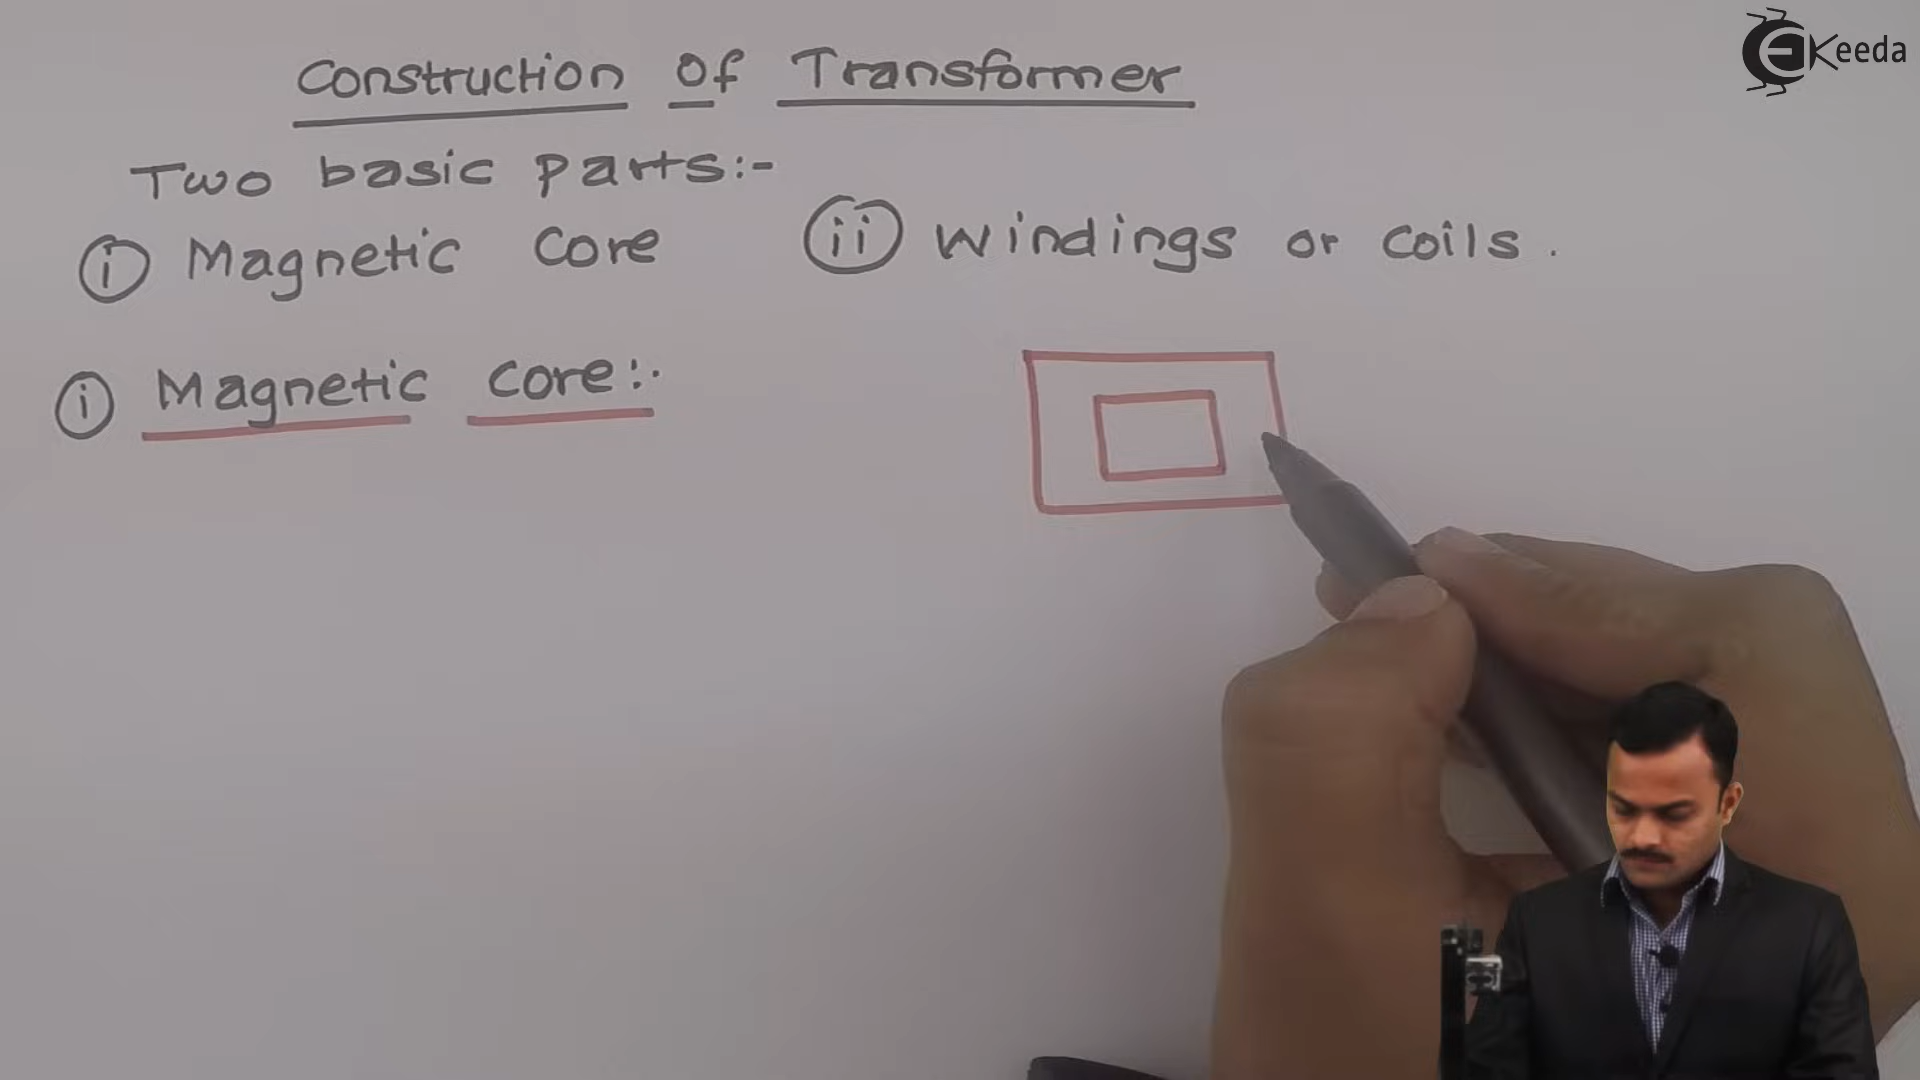 Construction of Transformer
Two basic parts:-
i Magnetic Core ii Windings or coils.
i Magnetic core:-
eKeeda